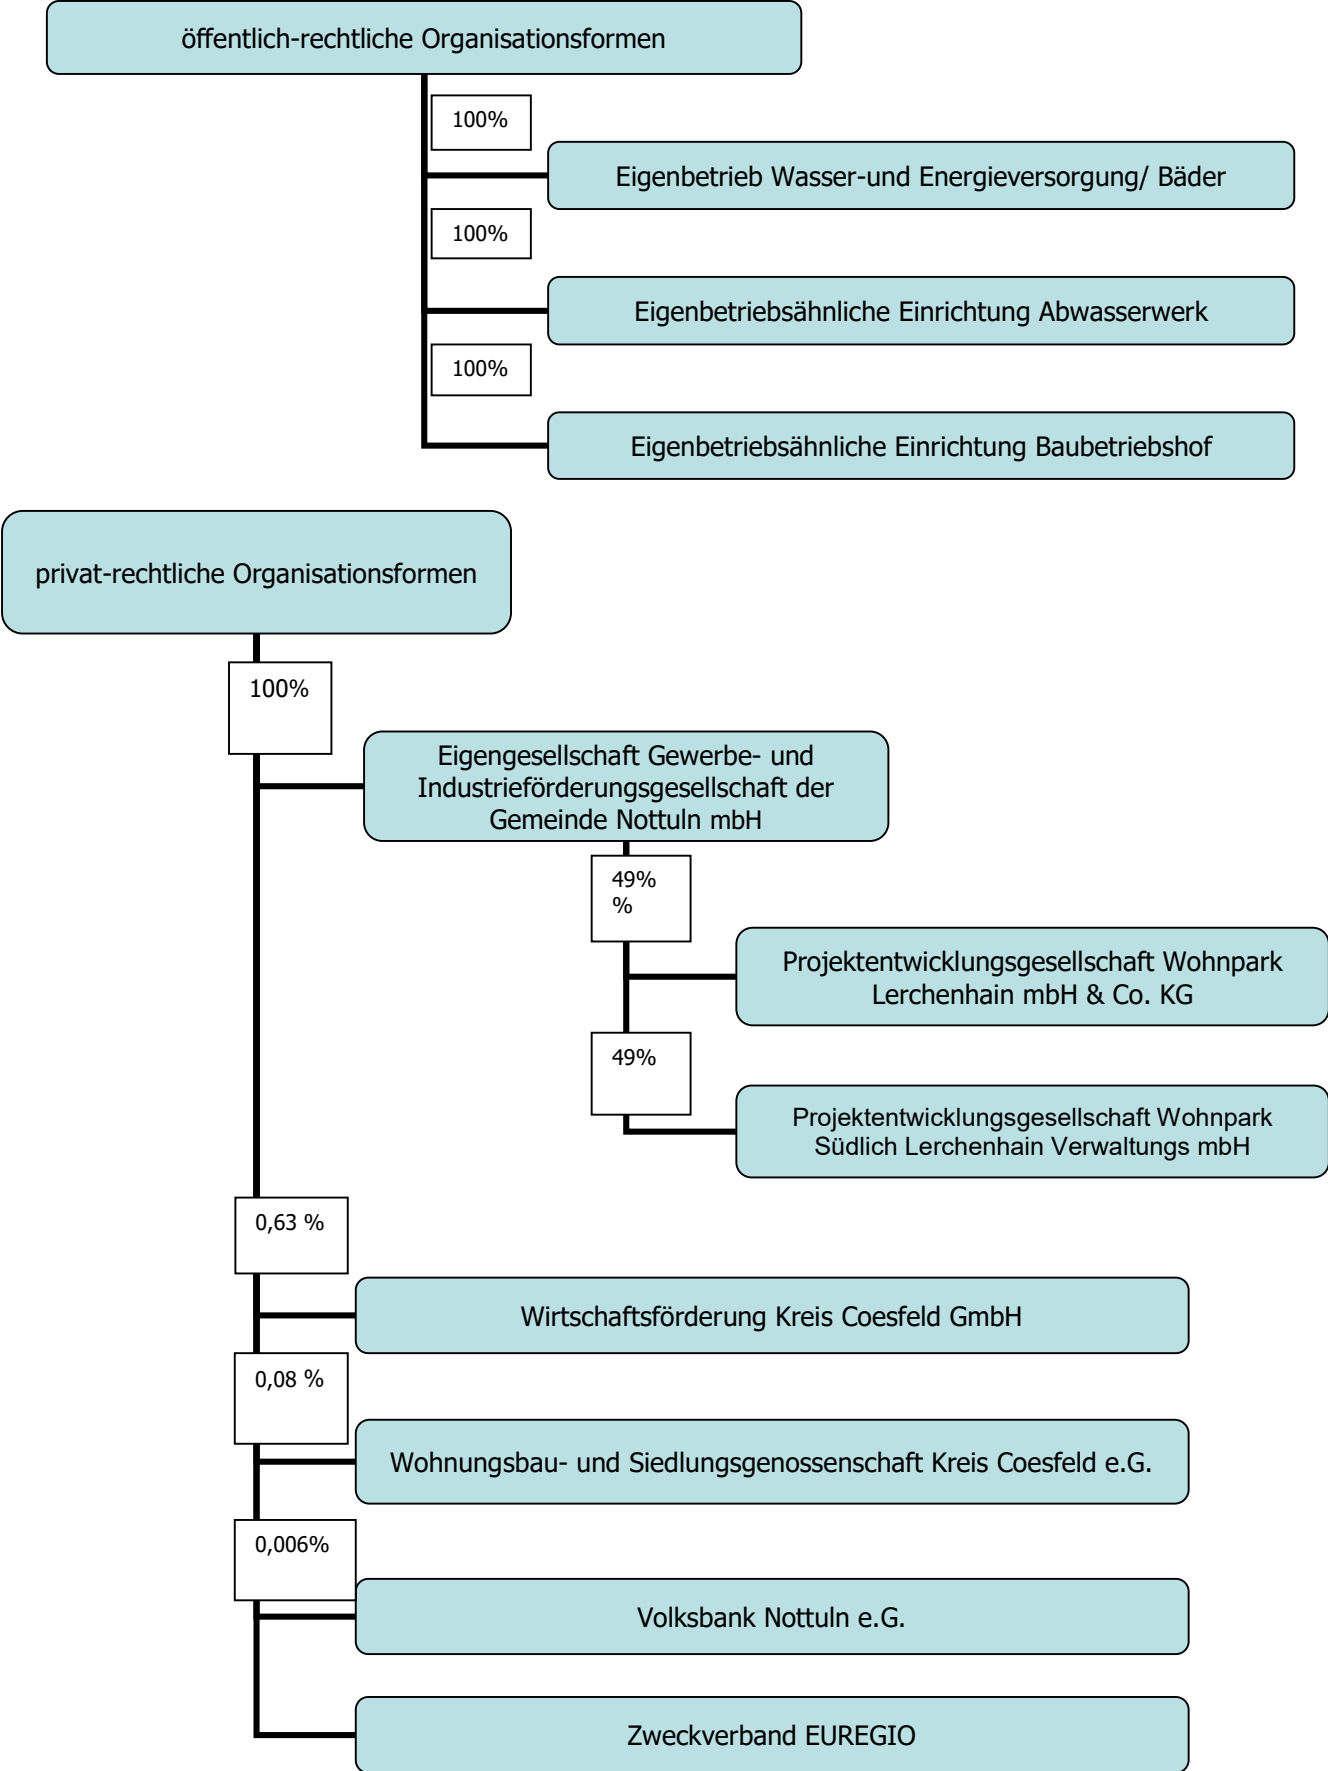 öffentlich-rechtliche Organisationsformen
100%
Eigenbetrieb Wasser-und Energieversorgung/ Bäder
100%
Eigenbetriebsähnliche Einrichtung Abwasserwerk
100%
Eigenbetriebsähnliche Einrichtung Baubetriebshof
privat-rechtliche Organisationsformen
100%
Eigengesellschaft Gewerbe- und
Industrieförderungsgesellschaft der
Gemeinde Nottuln mbH
49%
%
Projektentwicklungsgesellschaft Wohnpark
Lerchenhain mbH & Co. KG
49%
Projektentwicklungsgesellschaft Wohnpark
Südlich Lerchenhain Verwaltungs mbH
0,63 %
Wirtschaftsförderung Kreis Coesfeld GmbH
0,08 %
Wohnungsbau- und Siedlungsgenossenschaft Kreis Coesfeld e.G.
0,006%
Volksbank Nottuln e.G.
Zweckverband EUREGIO